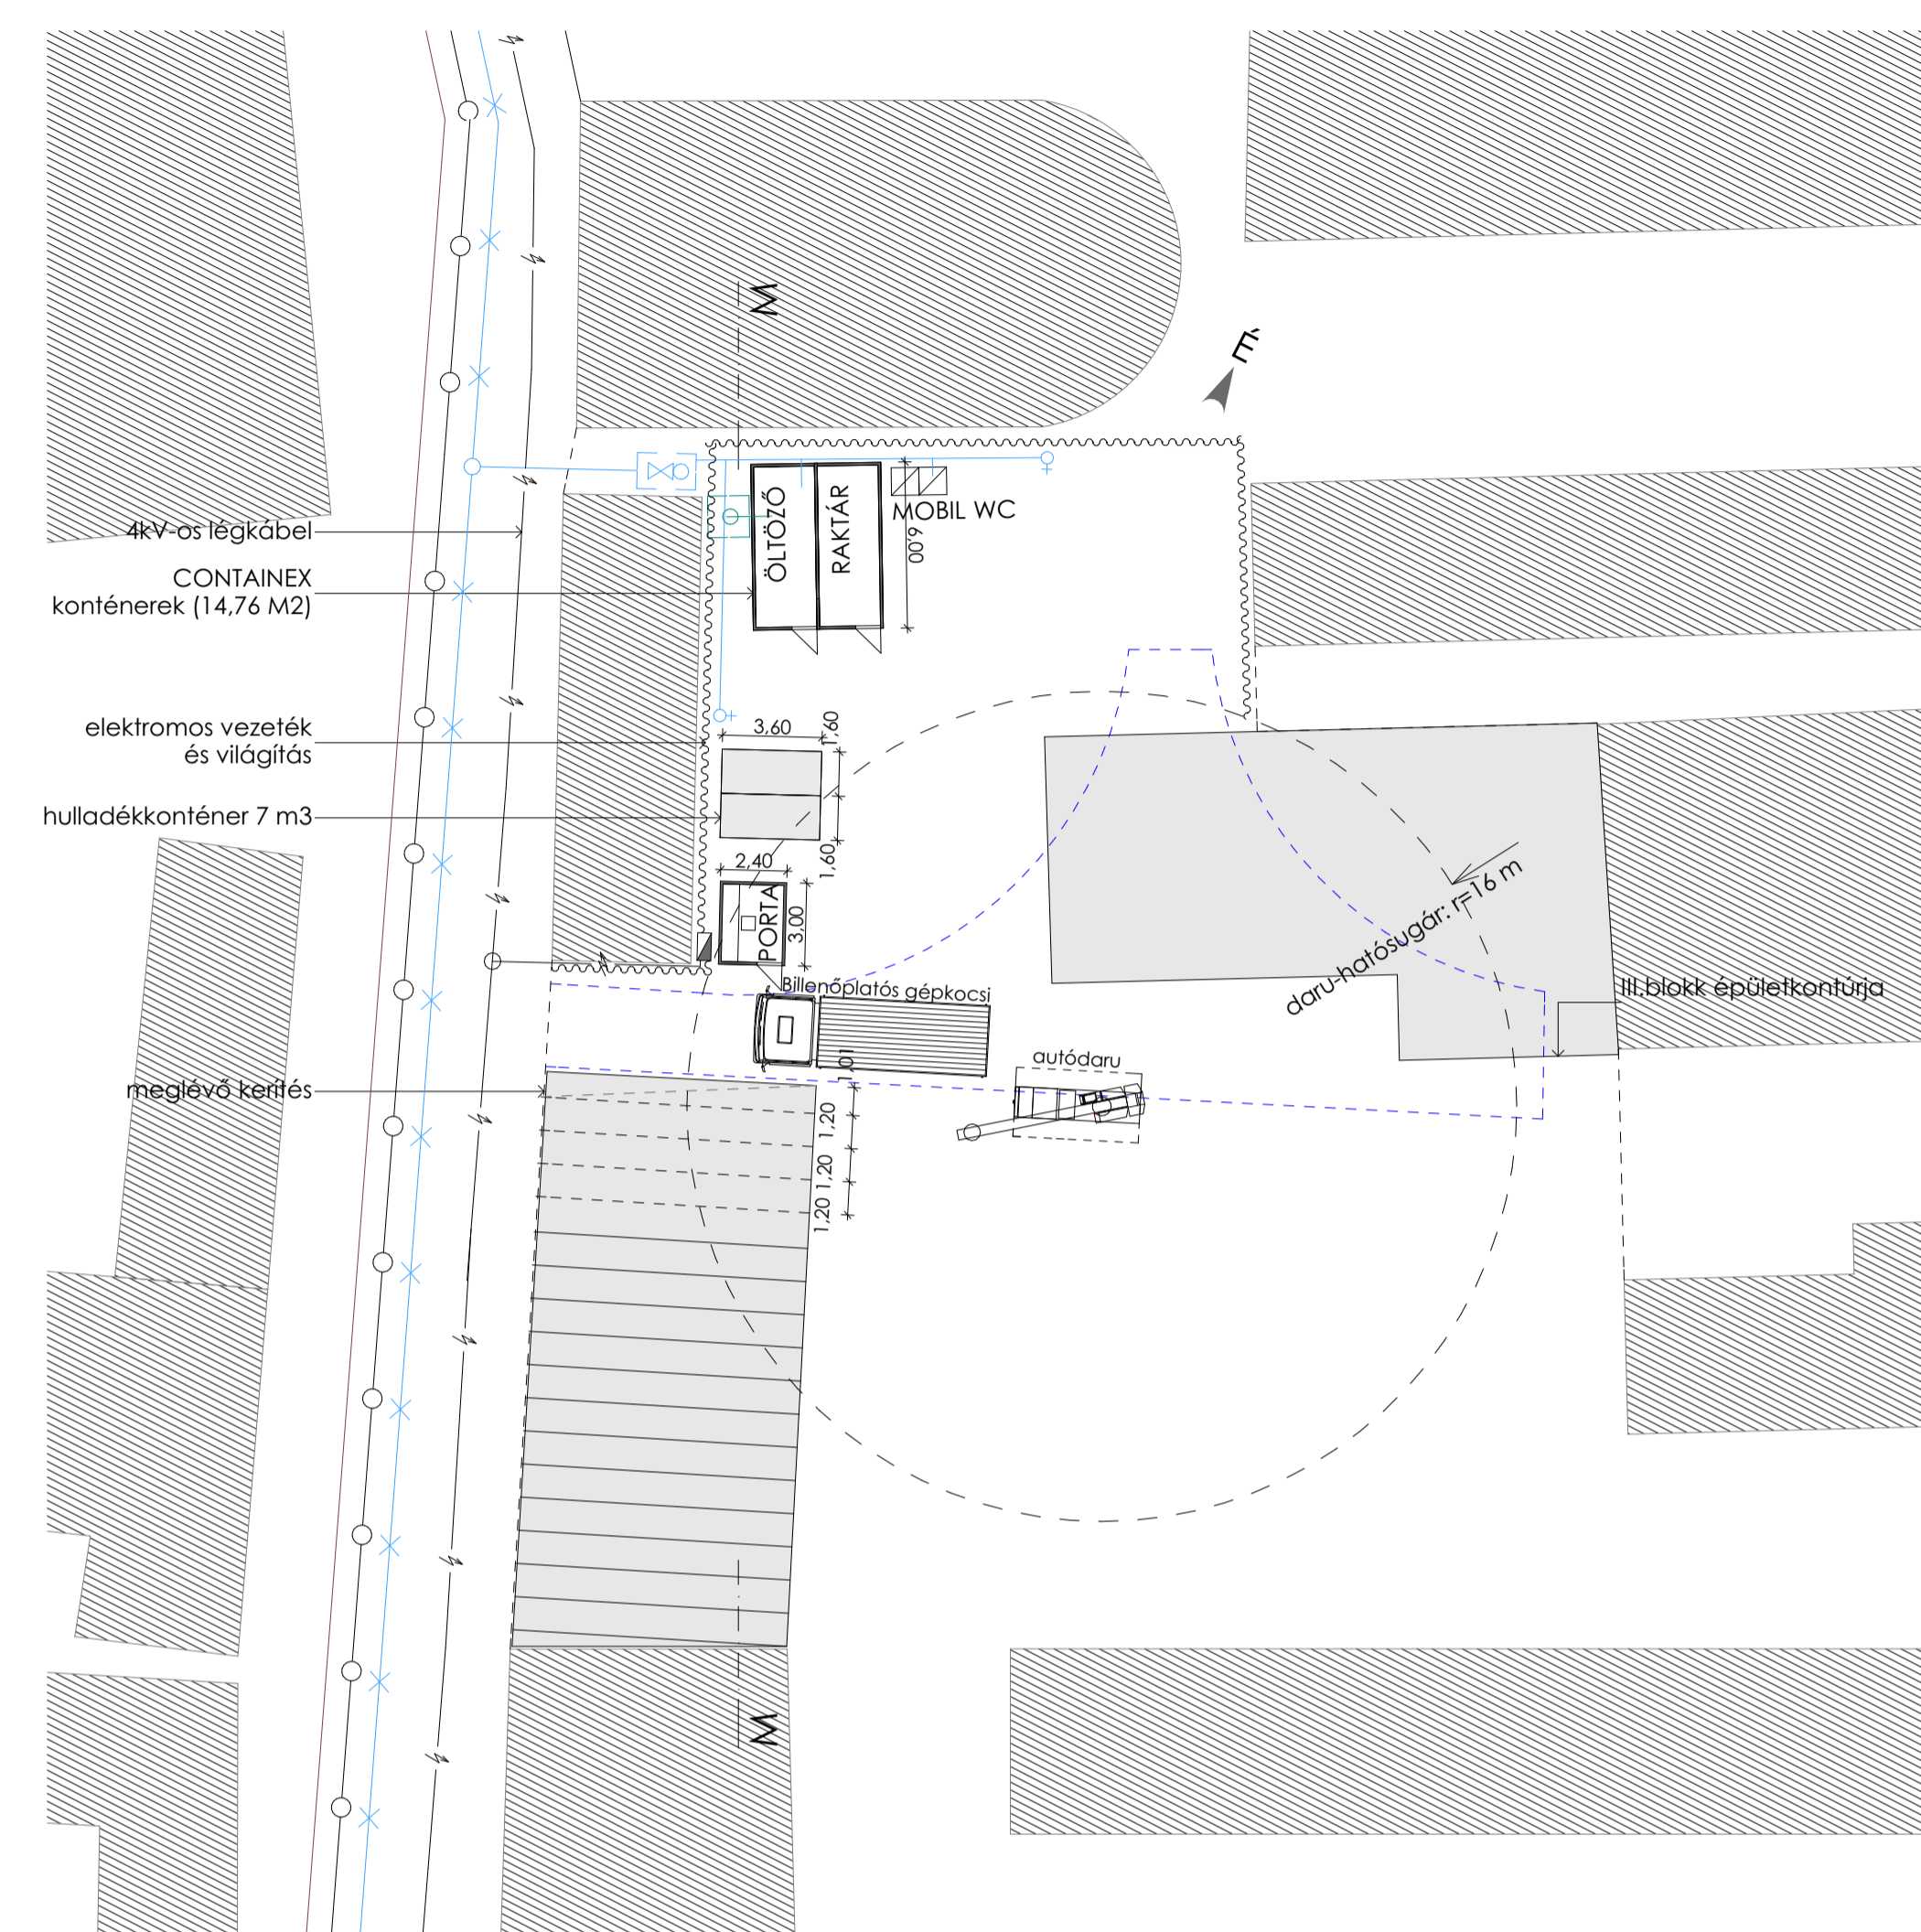 M
É
ÖLTÖZŐ
RAKTÁR
MOBIL WC
6,00
4kV-os légkábel
CONTAINEX
konténerek (14,76 M2)
elektromos vezeték
és világítás
3,60
1,60
hulladékkonténer 7 m3
1,60
2,40
PORTA
3,00
daru-hatósugár: r=16 m
Billenőplatós gépkocsi
III.blokk épületkontúrja
autódaru
meglévő kerítés
1,01
1,20
1,20
1,20
M